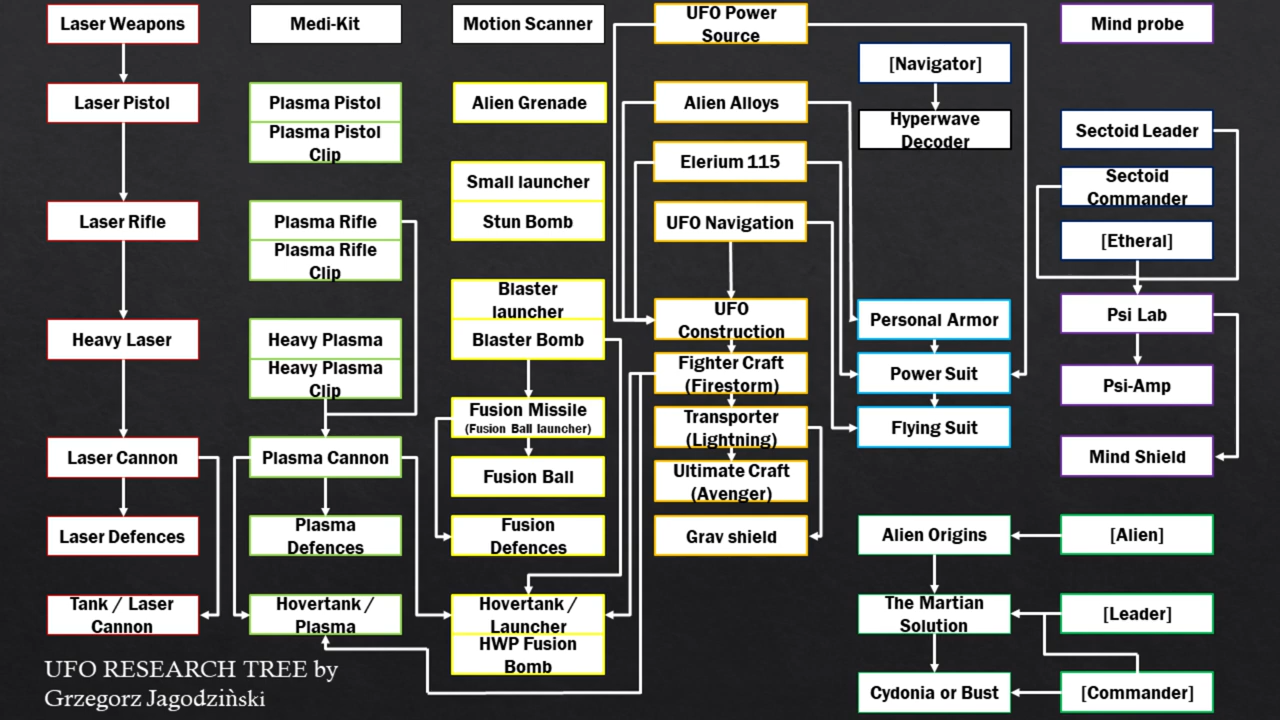 Laser Weapons
Laser Pistol
Laser Rifle
Heavy Laser
Laser Cannon
Laser Defences
Tank / Laser
Cannon
Medi-Kit
Plasma Pistol
Plasma Pistol
Clip
Plasma Rifle
Plasma Rifle
Clip
Heavy Plasma
Heavy Plasma
Clip
Plasma Cannon
Plasma
Defences
Hovertank /
Plasma
Motion Scanner
Alien Grenade
Small launcher
Stun Bomb
Blaster
launcher
Blaster Bomb
Fusion Missile
(Fusion Ball launcher)
Fusion Ball
Fusion
Defences
Hovertank /
Launcher
HWP Fusion
Bomb
UFO Power
Source
Alien Alloys
Elerium 115
UFO Navigation
UFO
Construction
Fighter Craft
(Firestorm)
Transporter
(Lightning)
Ultimate Craft
(Avenger)
Grav shield
[Navigator]
Hyperwave
Decoder
Personal Armor
Power Suit
Flying Suit
Alien Origins
The Martian
Solution
Cydonia or Bust
Mind probe
Sectoid Leader
Sectoid
Commander
[Etheral]
Psi Lab
Psi-Amp
Mind Shield
[Alien]
[Leader]
[Commander]
UFO RESEARCH TREE by
Grzegorz Jagodziǹski